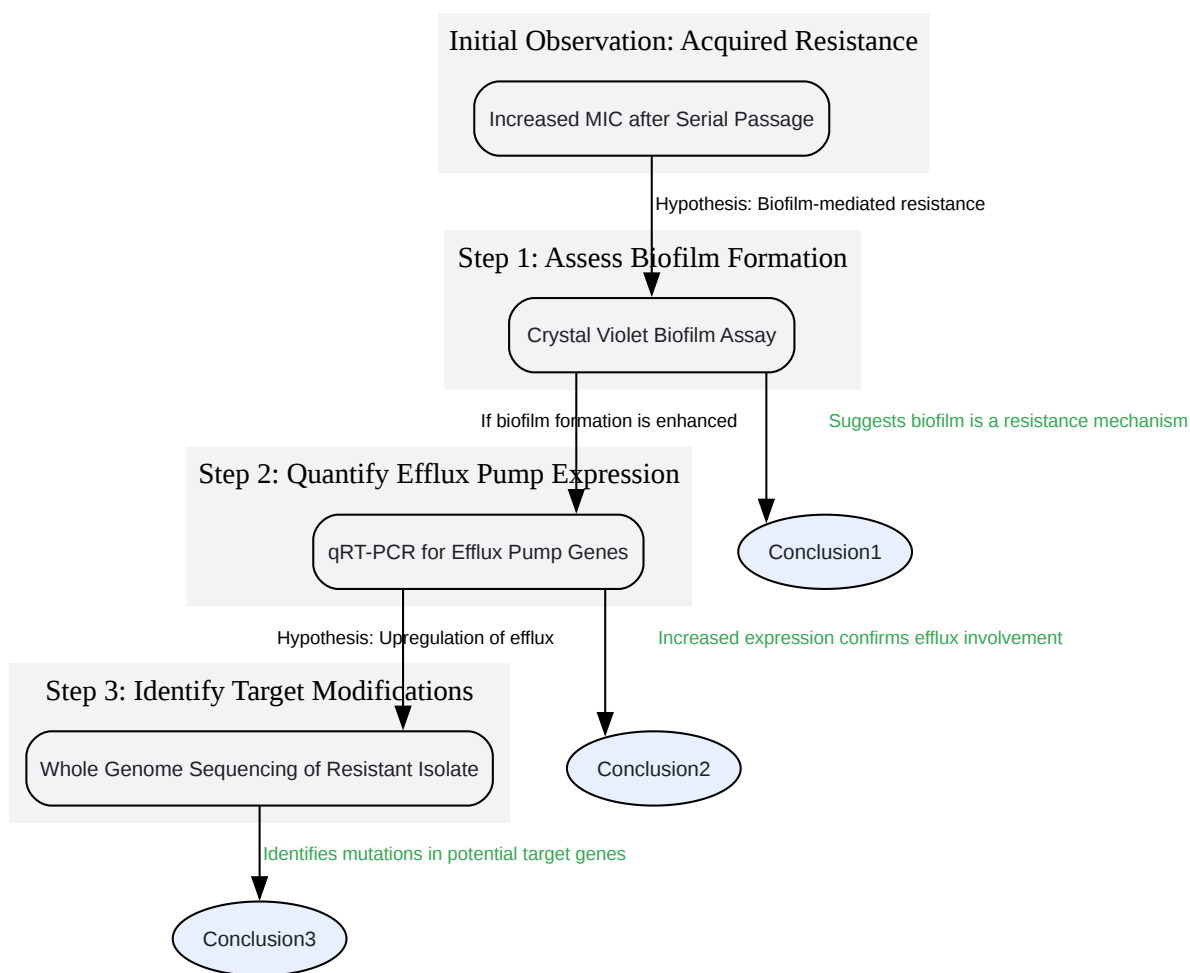 Initial Observation: Acquired Resistance
Increased MIC after Serial Passage
Hypothesis: Biofilm-mediated resistance
Step 1: Assess Biofilm Formation
Crystal Violet Biofilm Assay
If biofilm formation is enhanced
Suggests biofilm is a resistance mechanism
Step 2: Quantify Efflux Pump Expression
qRT-PCR for Efflux Pump Genes
Conclusion1
Hypothesis: Upregulation of efflux
Increased expression confirms efflux involvement
Step 3: Identify Target Modifications
Whole Genome Sequencing of Resistant Isolate
Conclusion2
Identifies mutations in potential target genes
Conclusion3